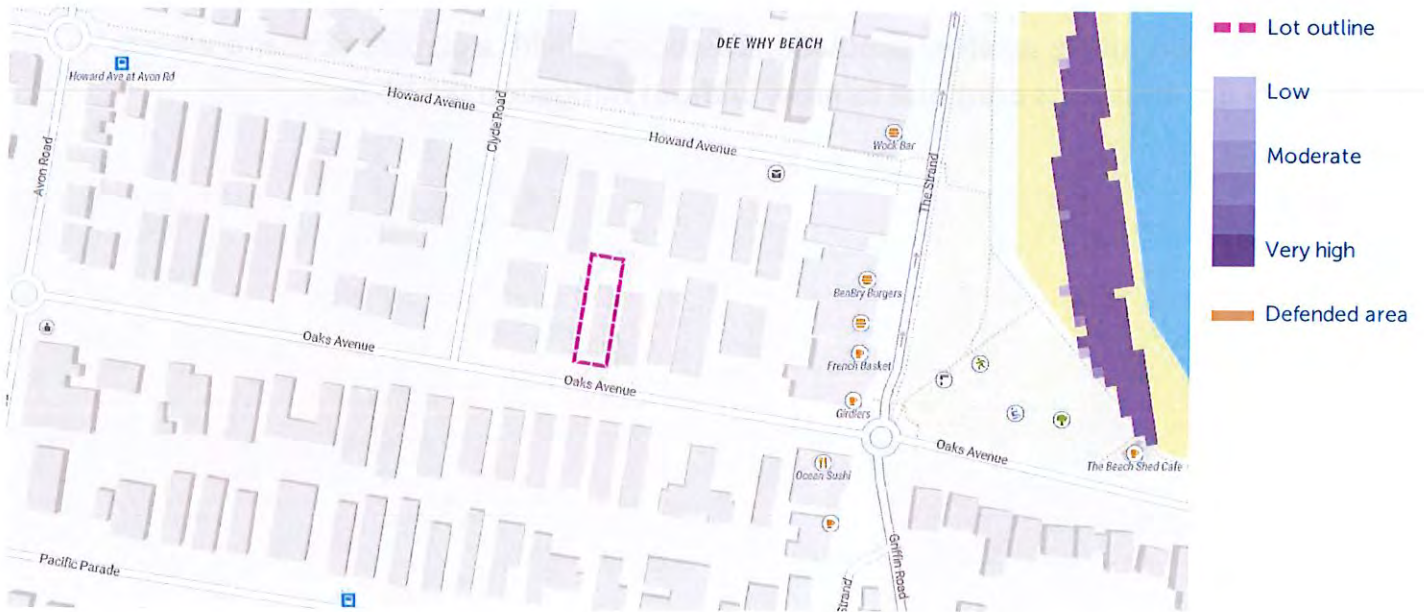 DEE WHY BEACH
Howard Ave at Avon Rd
Howard Avenue
Howard Avenue
Clyde Road
Avon Road
Wock Bar
The Strand
BenBry Burgers
French Basket
Girdlers
Oaks Avenue
Oaks Avenue
Oaks Avenue
The Beach Shed Cafe
Ocean Sushi
Griffin Road
Strand
Pacific Parade
Lot outline
Low
Moderate
Very high
Defended area